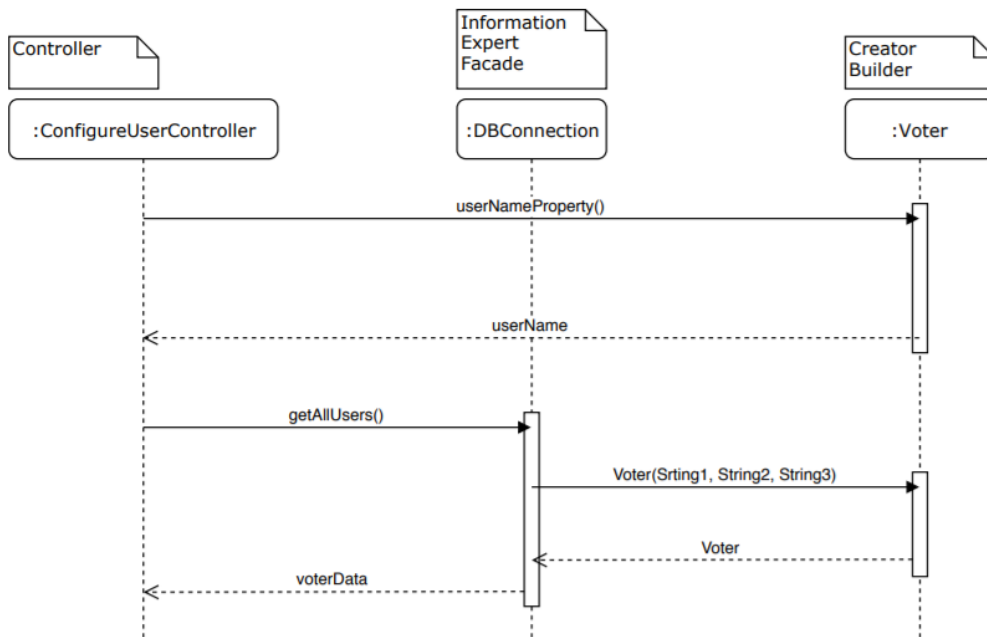 Controller
Information
Expert
Facade
Creator
Builder
:ConfigureUserController
:DBConnection
:Voter
userNameProperty()
userName
getAllUsers()
Voter(Srting1, String2, String3)
Voter
voterData